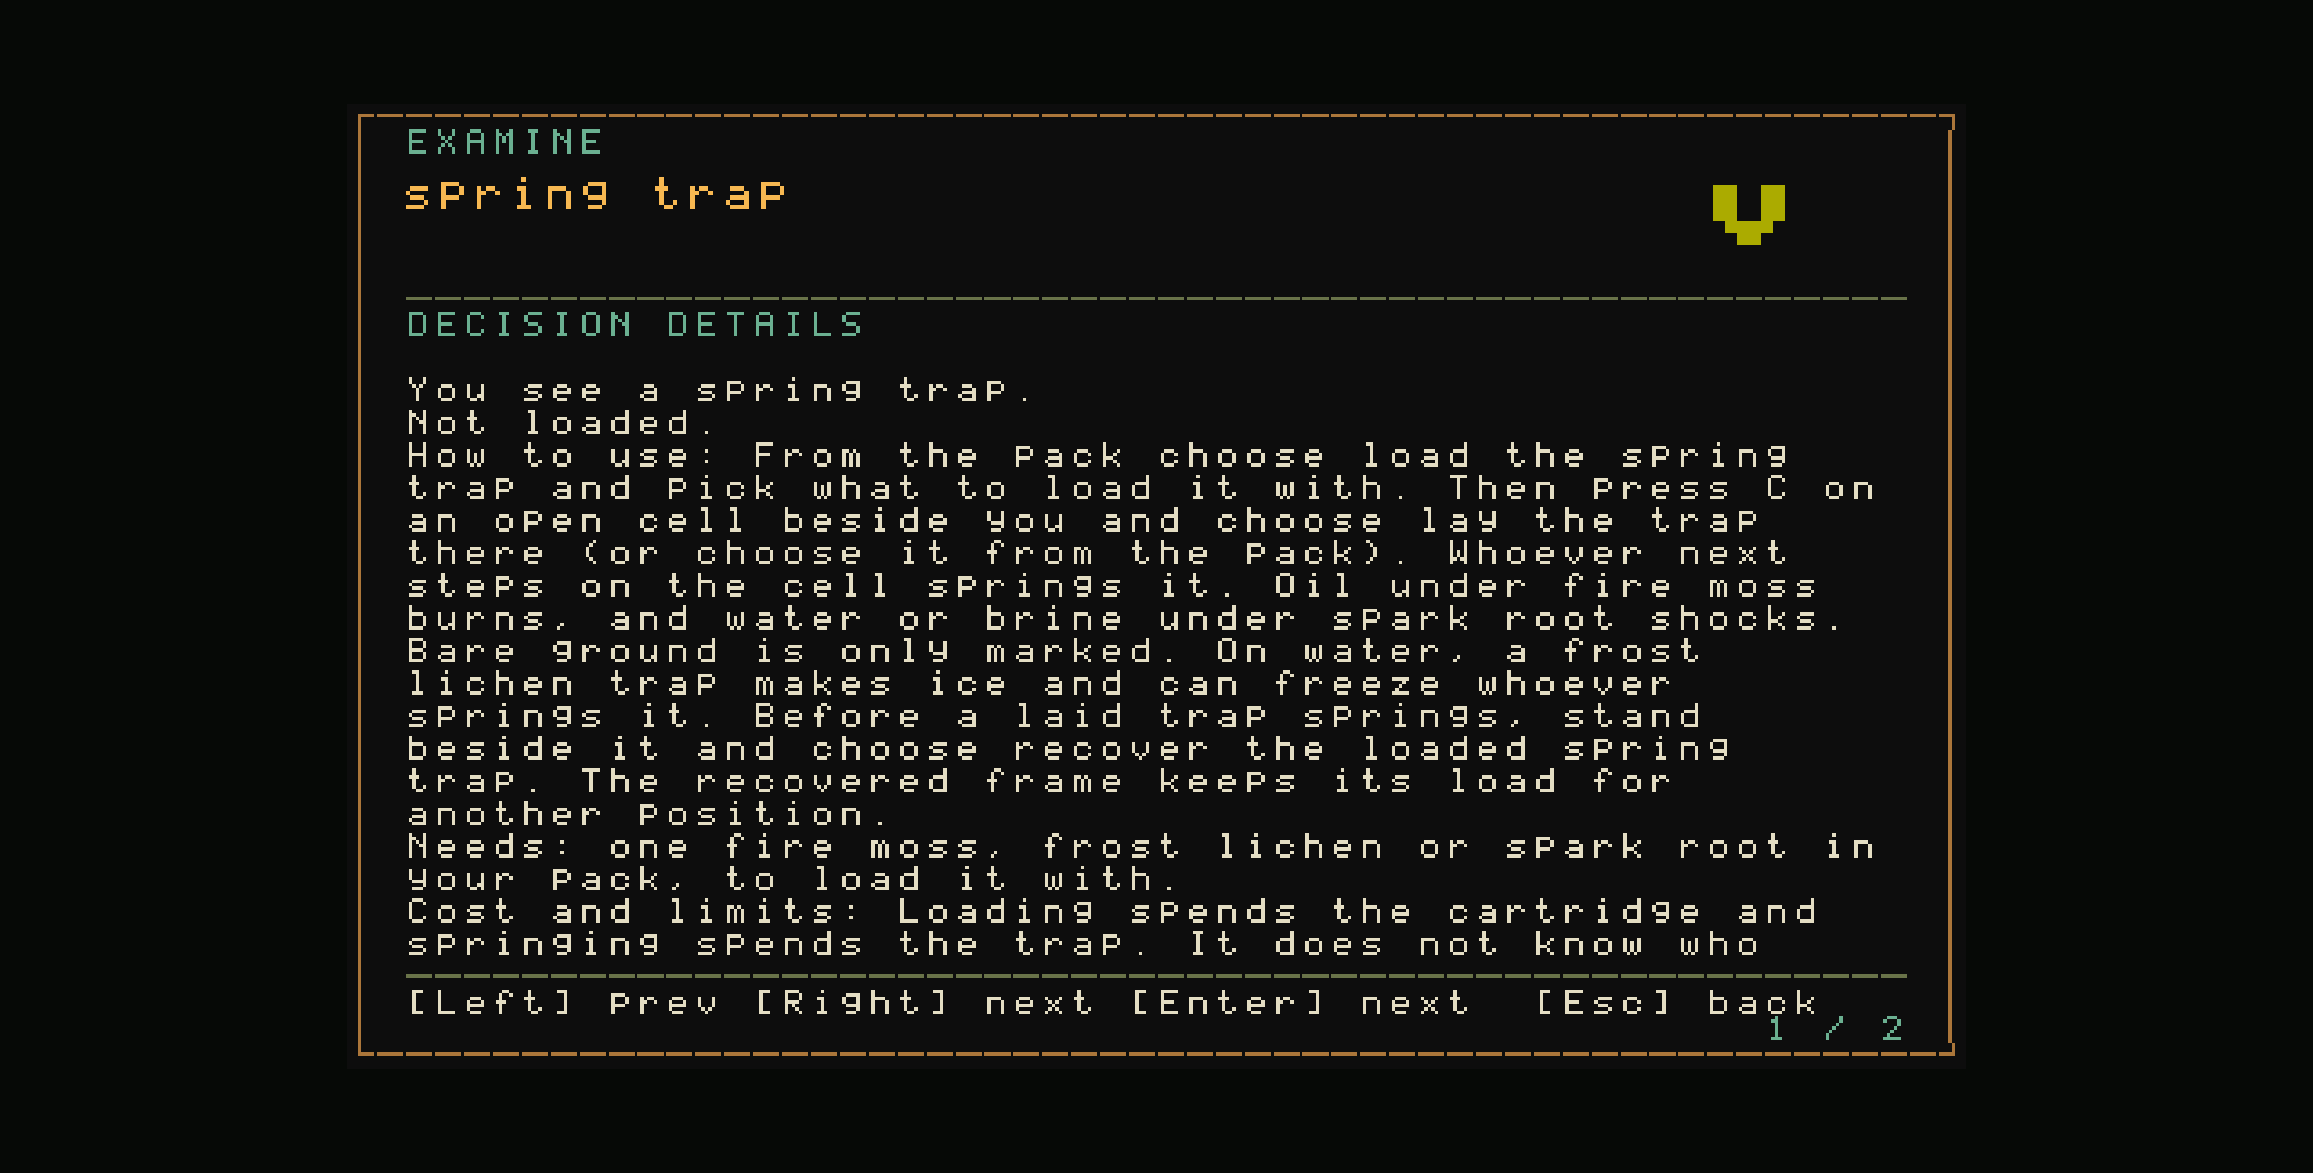 EXAMINE
spring trap
DECISION DETAILS
You see a spring trap.
Not loaded.
How to use: From the pack choose load the spring
trap and pick what to load it with. Then press C on
an open cell beside you and choose lay the trap
there (or choose it from the pack). Whoever next
steps on the cell springs it. Oil under fire moss
burns, and water or brine under spark root shocks.
Bare ground is only marked. On water, a frost
lichen trap makes ice and can freeze whoever
springs it. Before a laid trap springs, stand
beside it and choose recover the loaded spring
trap. The recovered frame keeps its load for
another position.
Needs: one fire moss, frost lichen or spark root in
your pack, to load it with.
Cost and limits: Loading spends the cartridge and
springing spends the trap. It does not know who
[Left] prev [Right] next [Enter] next [Esc] back
1 / 2